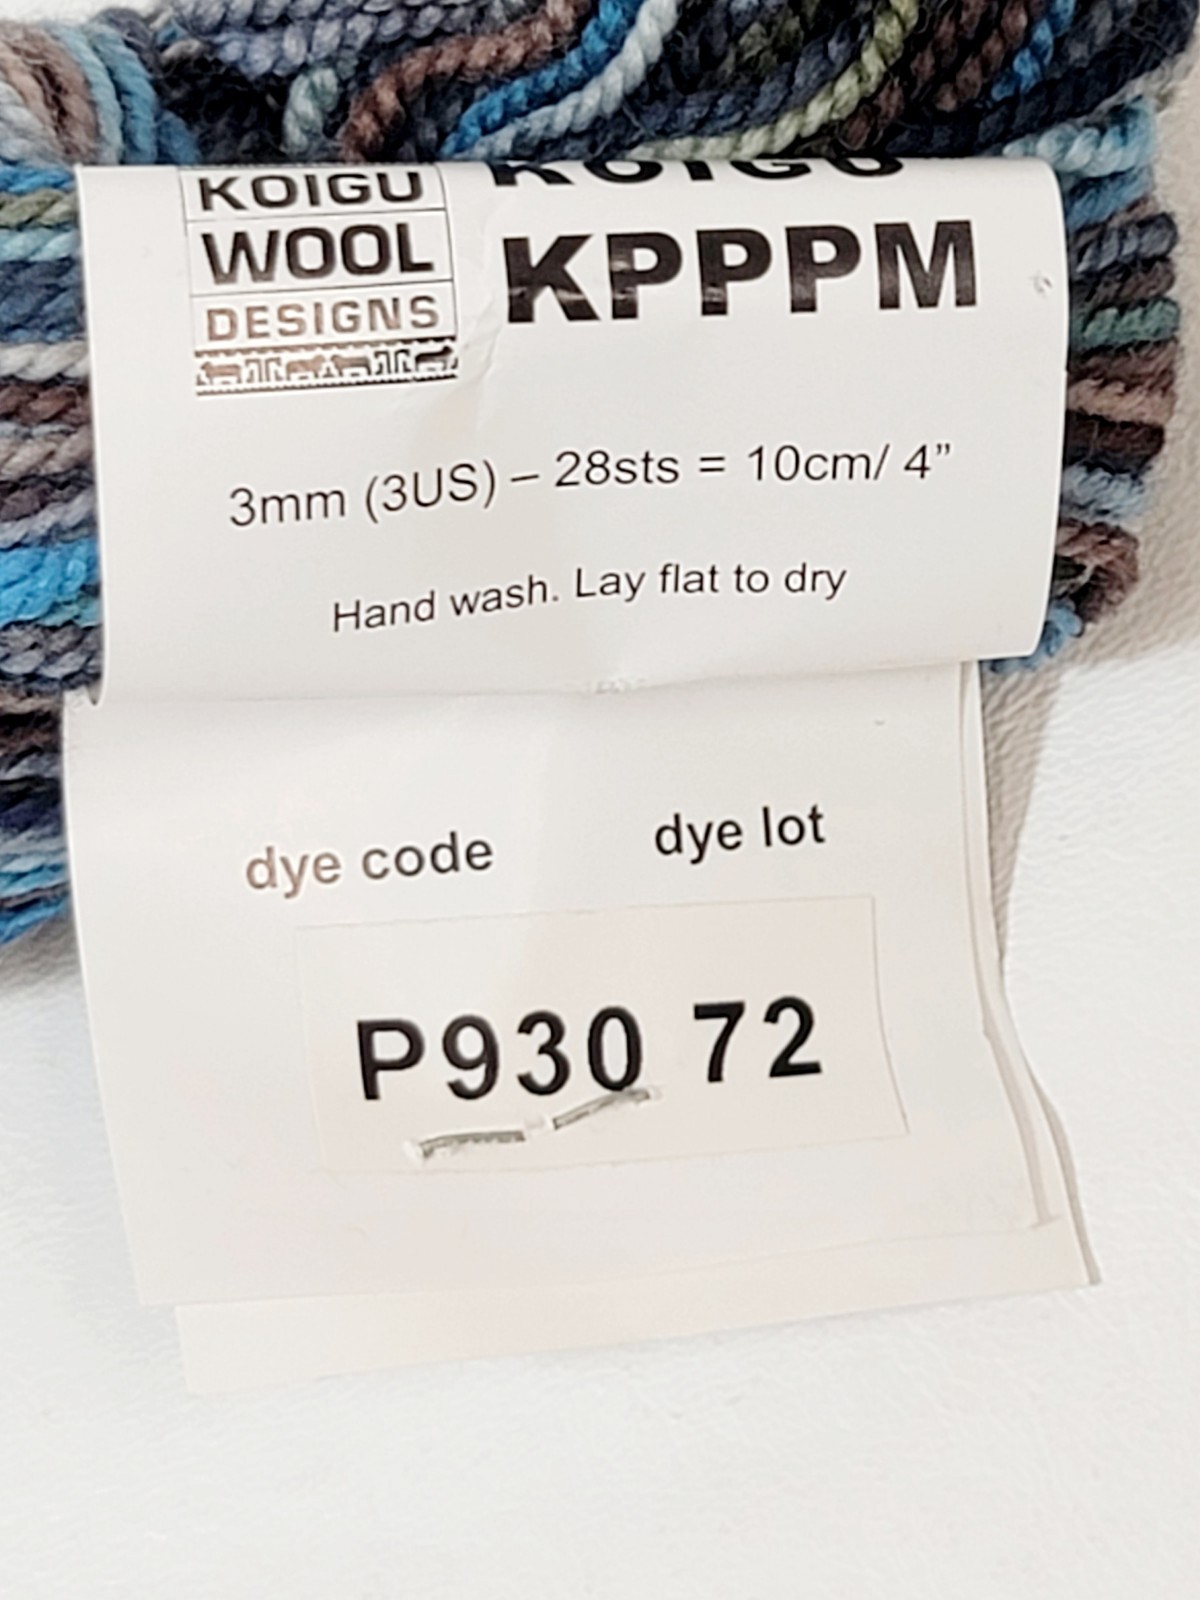 KOIGU
WOOL
DESIGNS
KOIGU
KPPPM
3mm (3US) – 28sts = 10cm/ 4”
Hand wash. Lay flat to dry
dye code dye lot
P930 72